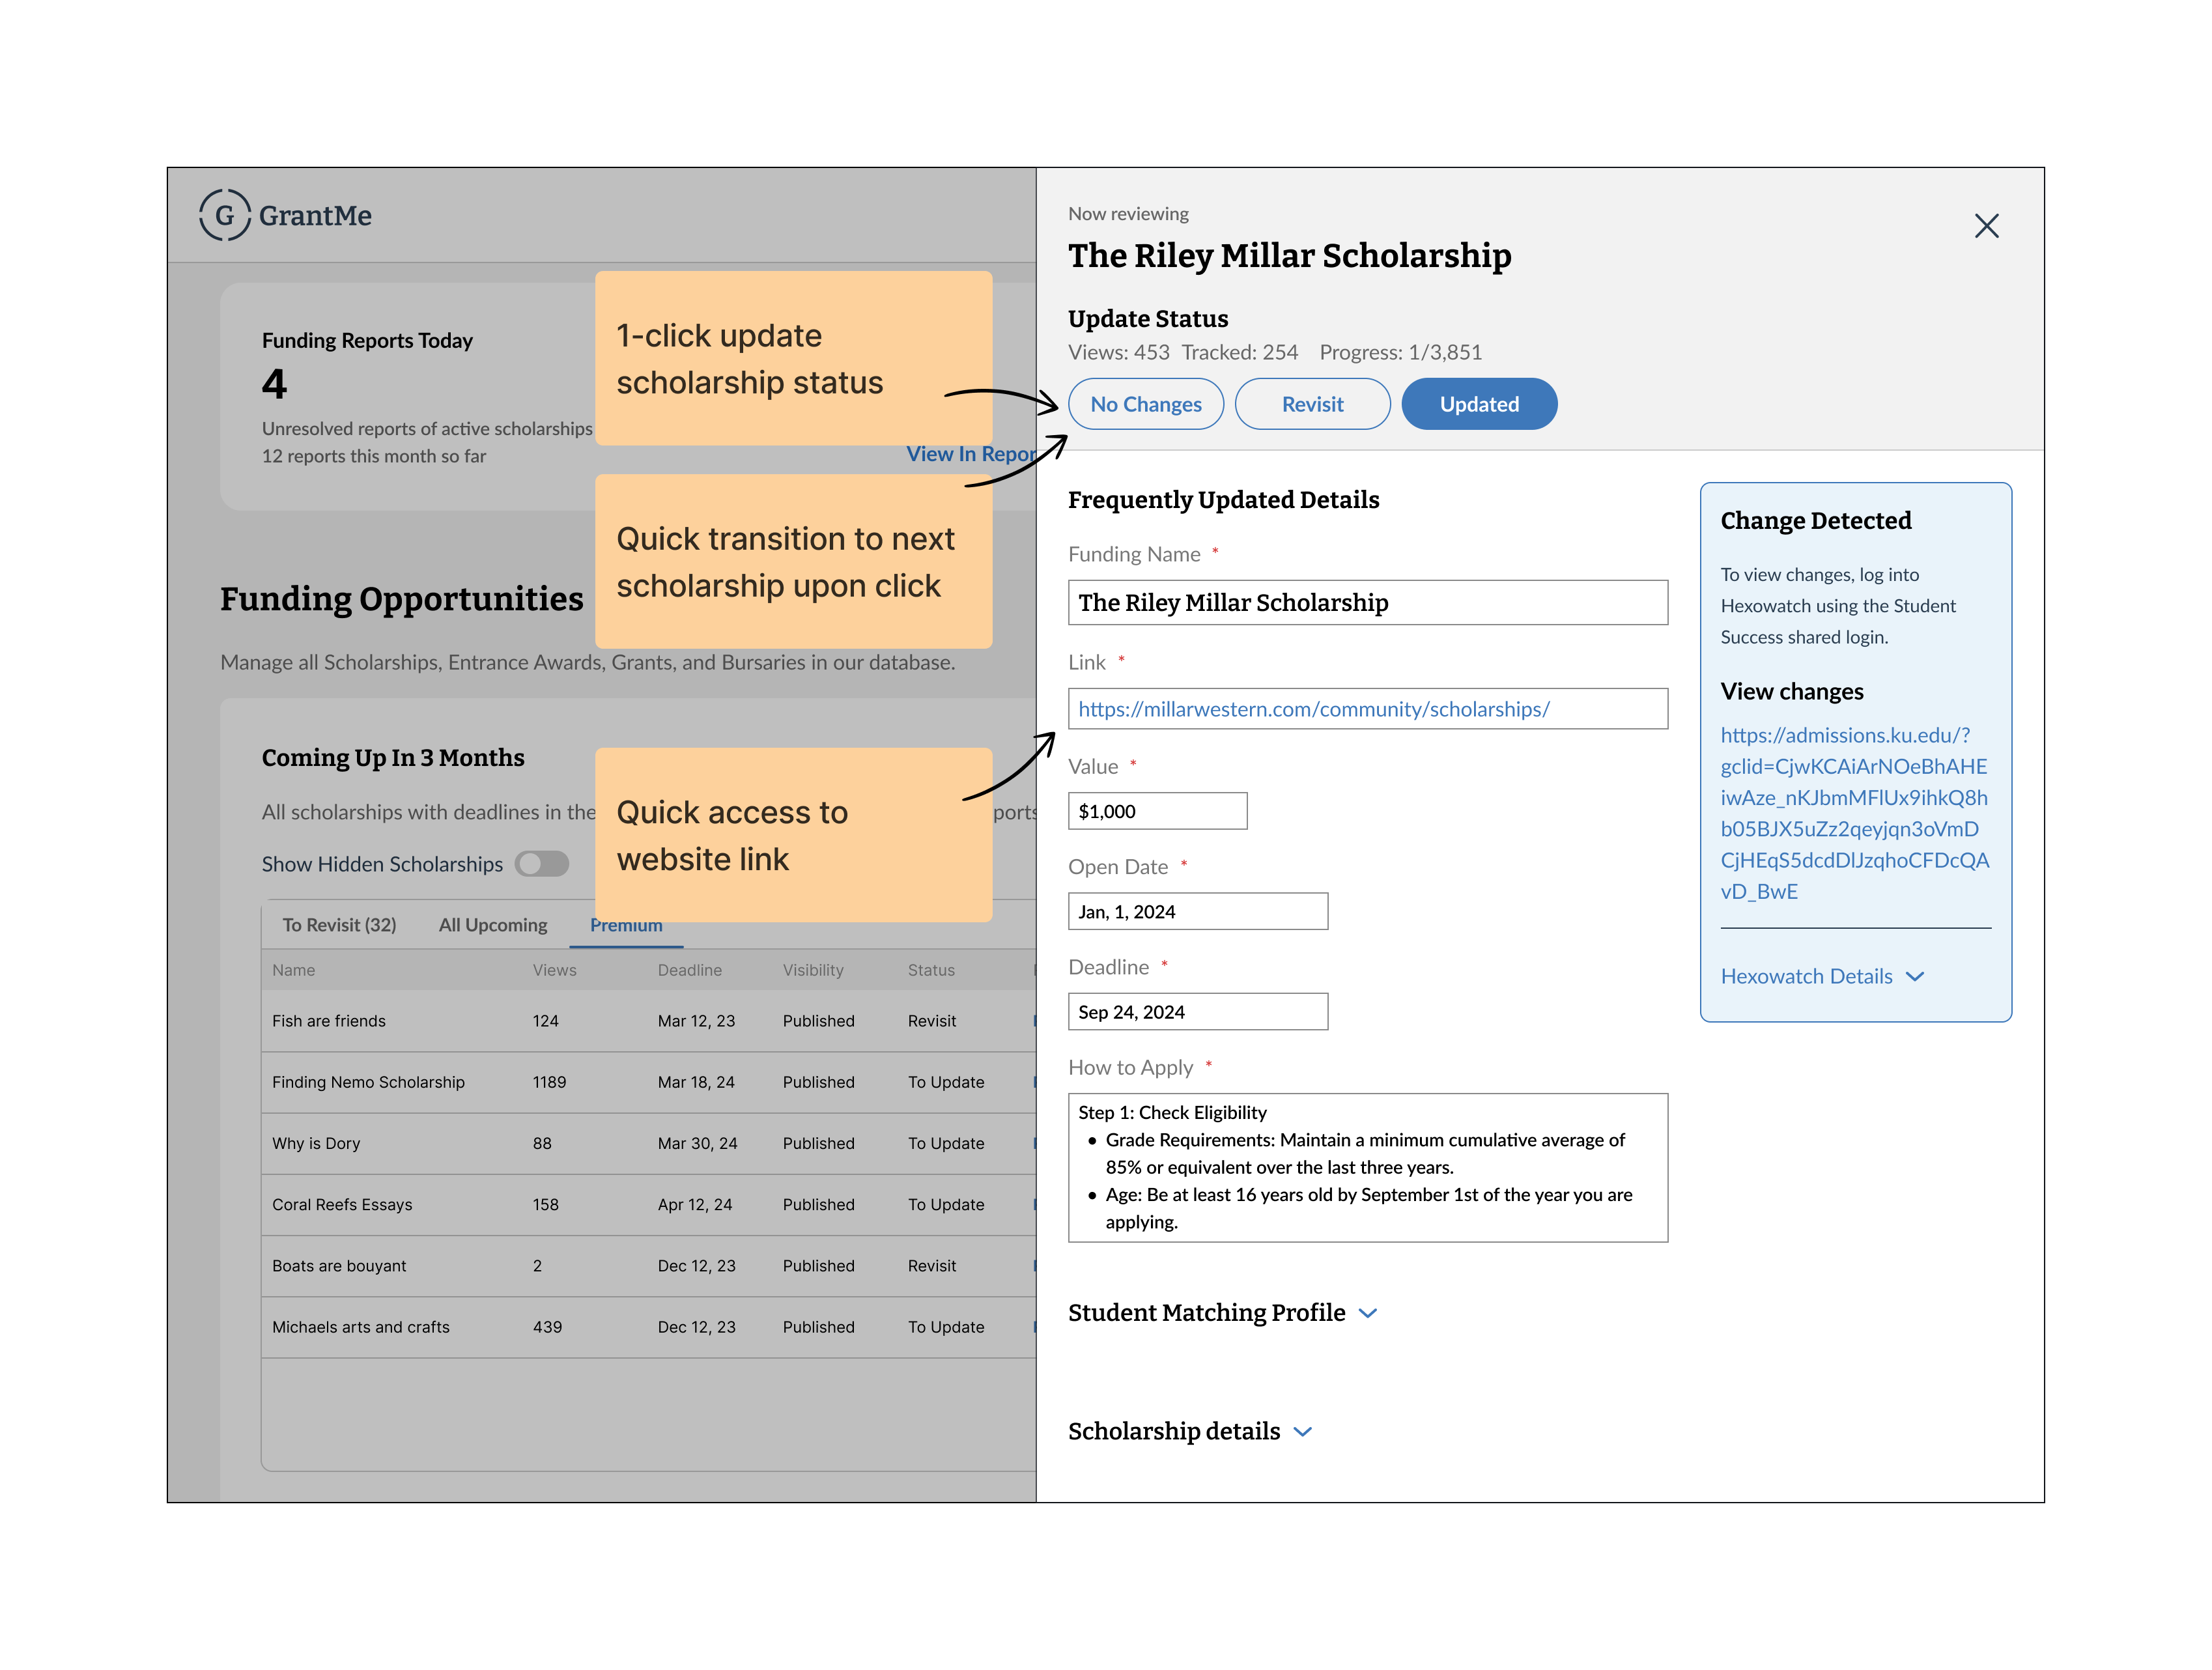 G GrantMe
Funding Reports Today
4
Unresolved reports of active scholarships
12 reports this month so far
View In Repor
1-click update
scholarship status
Quick transition to next
scholarship upon click
Funding Opportunities
Manage all Scholarships, Entrance Awards, Grants, and Bursaries in our database.
Coming Up In 3 Months
All scholarships with deadlines in the
ports
Quick access to
website link
Show Hidden Scholarships
To Revisit (32) All Upcoming Premium
Name Views Deadline Visibility Status
Fish are friends 124 Mar 12, 23 Published Revisit
Finding Nemo Scholarship 1189 Mar 18, 24 Published To Update
Why is Dory 88 Mar 30, 24 Published To Update
Coral Reefs Essays 158 Apr 12, 24 Published To Update
Boats are bouyant 2 Dec 12, 23 Published Revisit
Michaels arts and crafts 439 Dec 12, 23 Published To Update
Now reviewing
The Riley Millar Scholarship
Update Status
Views: 453 Tracked: 254 Progress: 1/3,851
No Changes Revisit Updated
Frequently Updated Details
Funding Name *
The Riley Millar Scholarship
Link *
https://millarwestern.com/community/scholarships/
Value *
$1,000
Open Date *
Jan, 1, 2024
Deadline *
Sep 24, 2024
How to Apply *
Step 1: Check Eligibility
• Grade Requirements: Maintain a minimum cumulative average of
85% or equivalent over the last three years.
• Age: Be at least 16 years old by September 1st of the year you are
applying.
Student Matching Profile
Scholarship details
Change Detected
To view changes, log into
Hexowatch using the Student
Success shared login.
View changes
https://admissions.ku.edu/?
gclid=CjwKCAiArNOeBhAHE
iwAze_nKJbmMFlUx9ihkQ8h
b05BJX5uZz2qeyjqn3oVmD
CjHEqS5dcdDlJzqhoCFDcQA
vD_BwE
Hexowatch Details